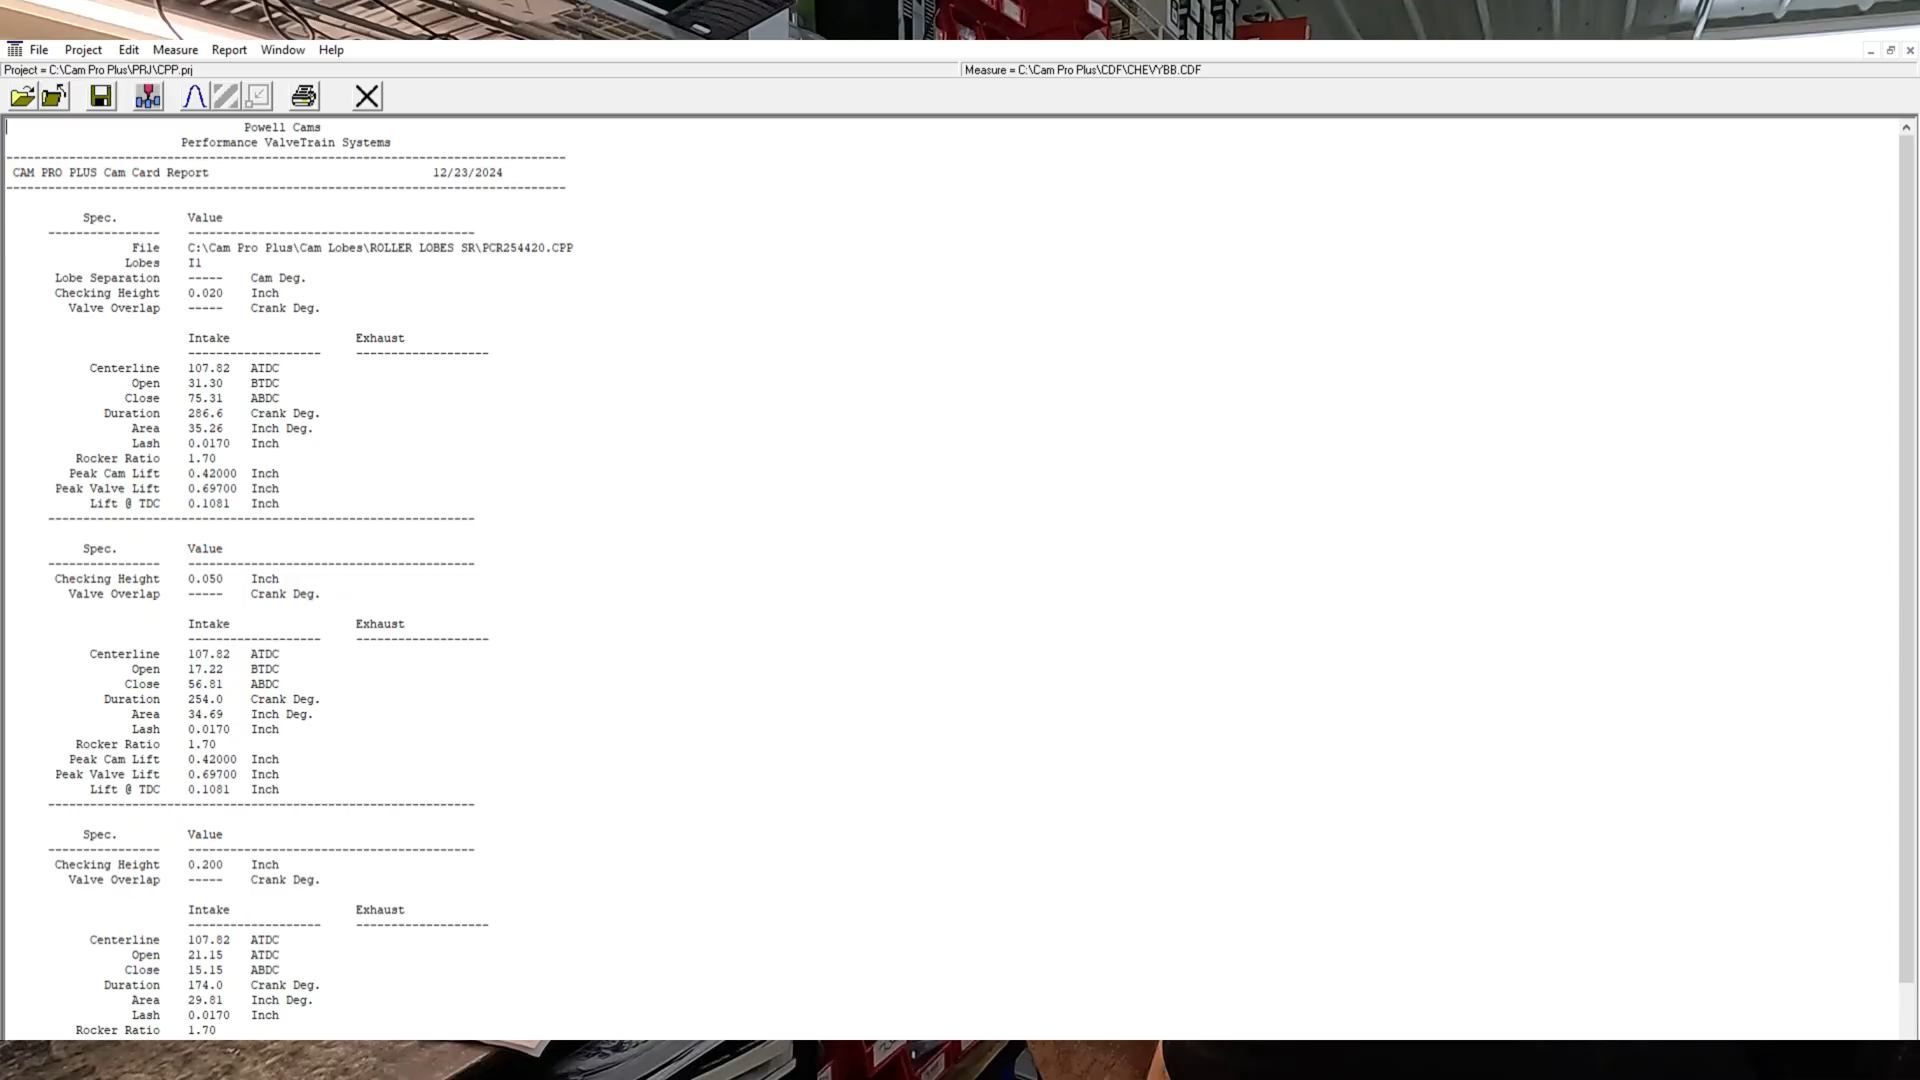 File Project Edit Measure Report Window Help
Project = C:\Cam Pro Plus\PRJ\CPP.prj Measure = C:\Cam Pro Plus\CDF\CHEVYBB.CDF
Powell Cams
Performance ValveTrain Systems
CAM PRO PLUS Cam Card Report 12/23/2024
Spec. Value
File C:\Cam Pro Plus\Cam Lobes\ROLLER LOBES SR\PCR254420.CPP
Lobes I1
Lobe Separation ----- Cam Deg.
Checking Height 0.020 Inch
Valve Overlap ----- Crank Deg.
Intake Exhaust
Centerline 107.82 ATDC
Open 31.30 BTDC
Close 75.31 ABDC
Duration 286.6 Crank Deg.
Area 35.26 Inch Deg.
Lash 0.0170 Inch
Rocker Ratio 1.70
Peak Cam Lift 0.42000 Inch
Peak Valve Lift 0.69700 Inch
Lift @ TDC 0.1081 Inch
Spec. Value
Checking Height 0.050 Inch
Valve Overlap ----- Crank Deg.
Intake Exhaust
Centerline 107.82 ATDC
Open 17.22 BTDC
Close 56.81 ABDC
Duration 254.0 Crank Deg.
Area 34.69 Inch Deg.
Lash 0.0170 Inch
Rocker Ratio 1.70
Peak Cam Lift 0.42000 Inch
Peak Valve Lift 0.69700 Inch
Lift @ TDC 0.1081 Inch
Spec. Value
Checking Height 0.200 Inch
Valve Overlap ----- Crank Deg.
Intake Exhaust
Centerline 107.82 ATDC
Open 21.15 ATDC
Close 15.15 ABDC
Duration 174.0 Crank Deg.
Area 29.81 Inch Deg.
Lash 0.0170 Inch
Rocker Ratio 1.70